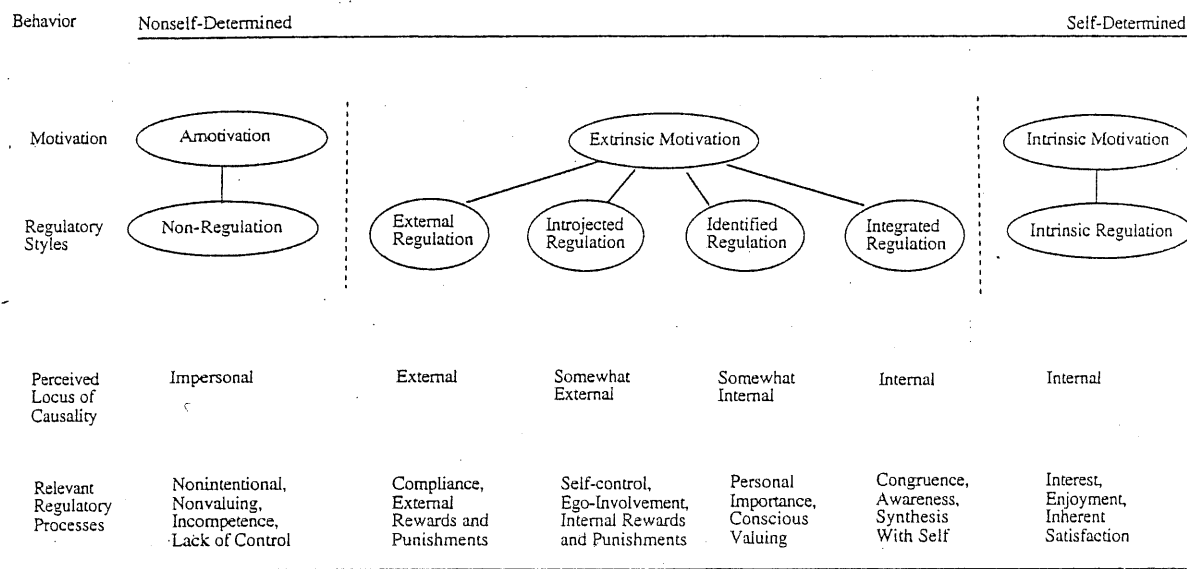 Behavior Nonself-Determined Self-Determined
Motivation Amotivation Extrinsic Motivation Intrinsic Motivation
Regulatory
Styles
Non-Regulation
External
Regulation
Introjected
Regulation
Identified
Regulation
Integrated
Regulation
Intrinsic Regulation
Perceived
Locus of
Causality
Impersonal
External
Somewhat
External
Somewhat
Internal
Internal
Internal
Relevant
Regulatory
Processes
Nonintentional,
Nonvaluing,
Incompetence,
Lack of Control
Compliance,
External
Rewards and
Punishments
Self-control,
Ego-Involvement,
Internal Rewards
and Punishments
Personal
Importance,
Conscious
Valuing
Congruence,
Awareness,
Synthesis
With Self
Interest,
Enjoyment,
Inherent
Satisfaction